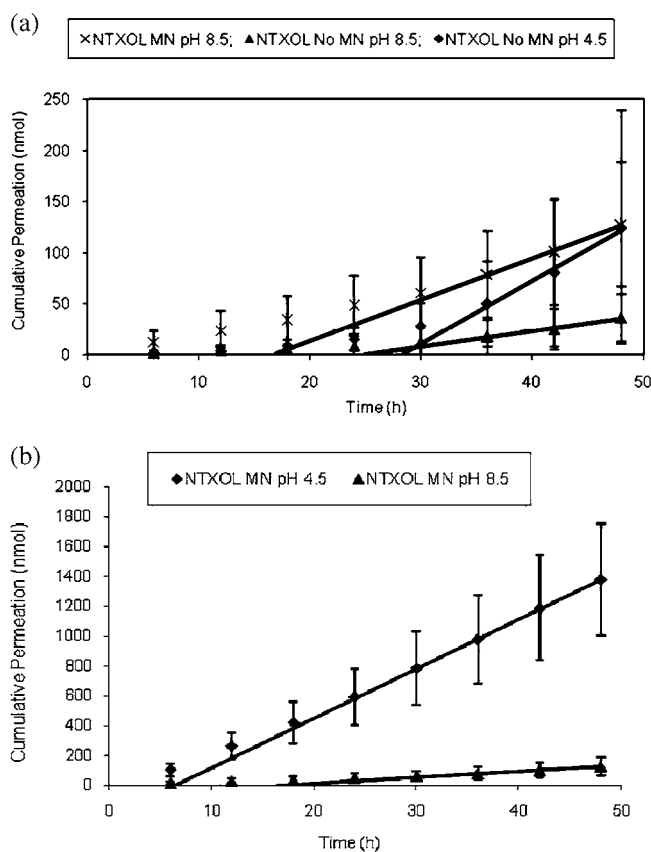 (a)
NTXOL MN pH 8.5; NTXOL No MN pH 8.5; NTXOL No MN pH 4.5
250
200
150
100
50
0
Cumulative Permeation (nmol)
0 10 20 30 40 50
Time (h)
(b)
NTXOL MN pH 4.5 NTXOL MN pH 8.5
2000
1800
1600
1400
1200
1000
800
600
400
200
0
Cumulative Permeation (nmol)
0 10 20 30 40 50
Time (h)